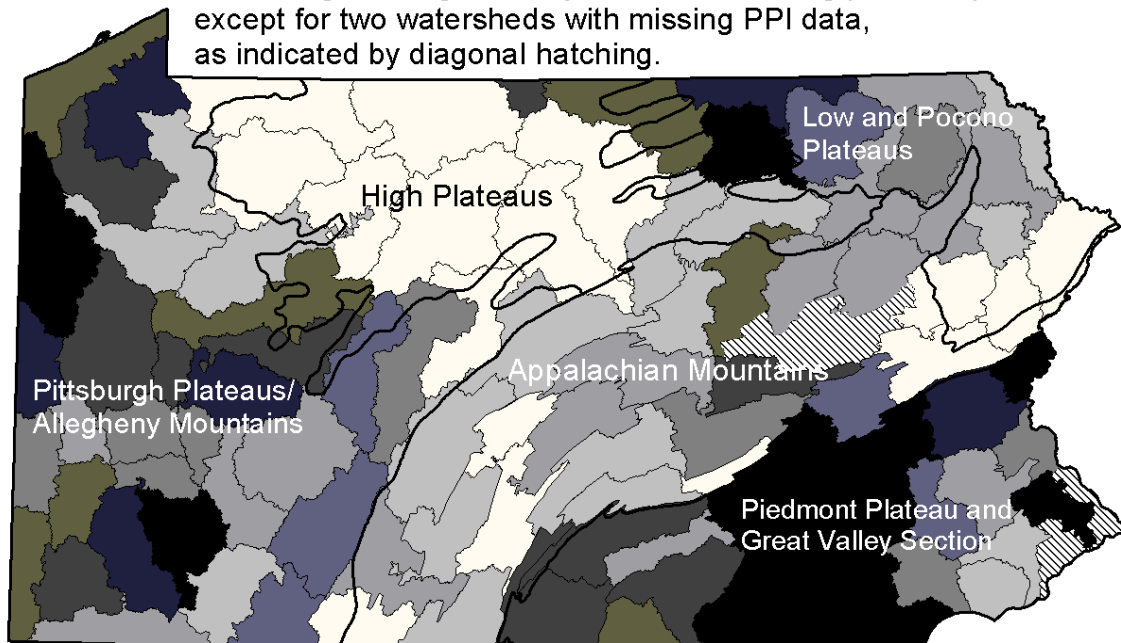 except for two watersheds with missing PPI data,
as indicated by diagonal hatching.
Low and Pocono
Plateaus
High Plateaus
Appalachian Mountains
Pittsburgh Plateaus/
Allegheny Mountains
Piedmont Plateau and
Great Valley Section